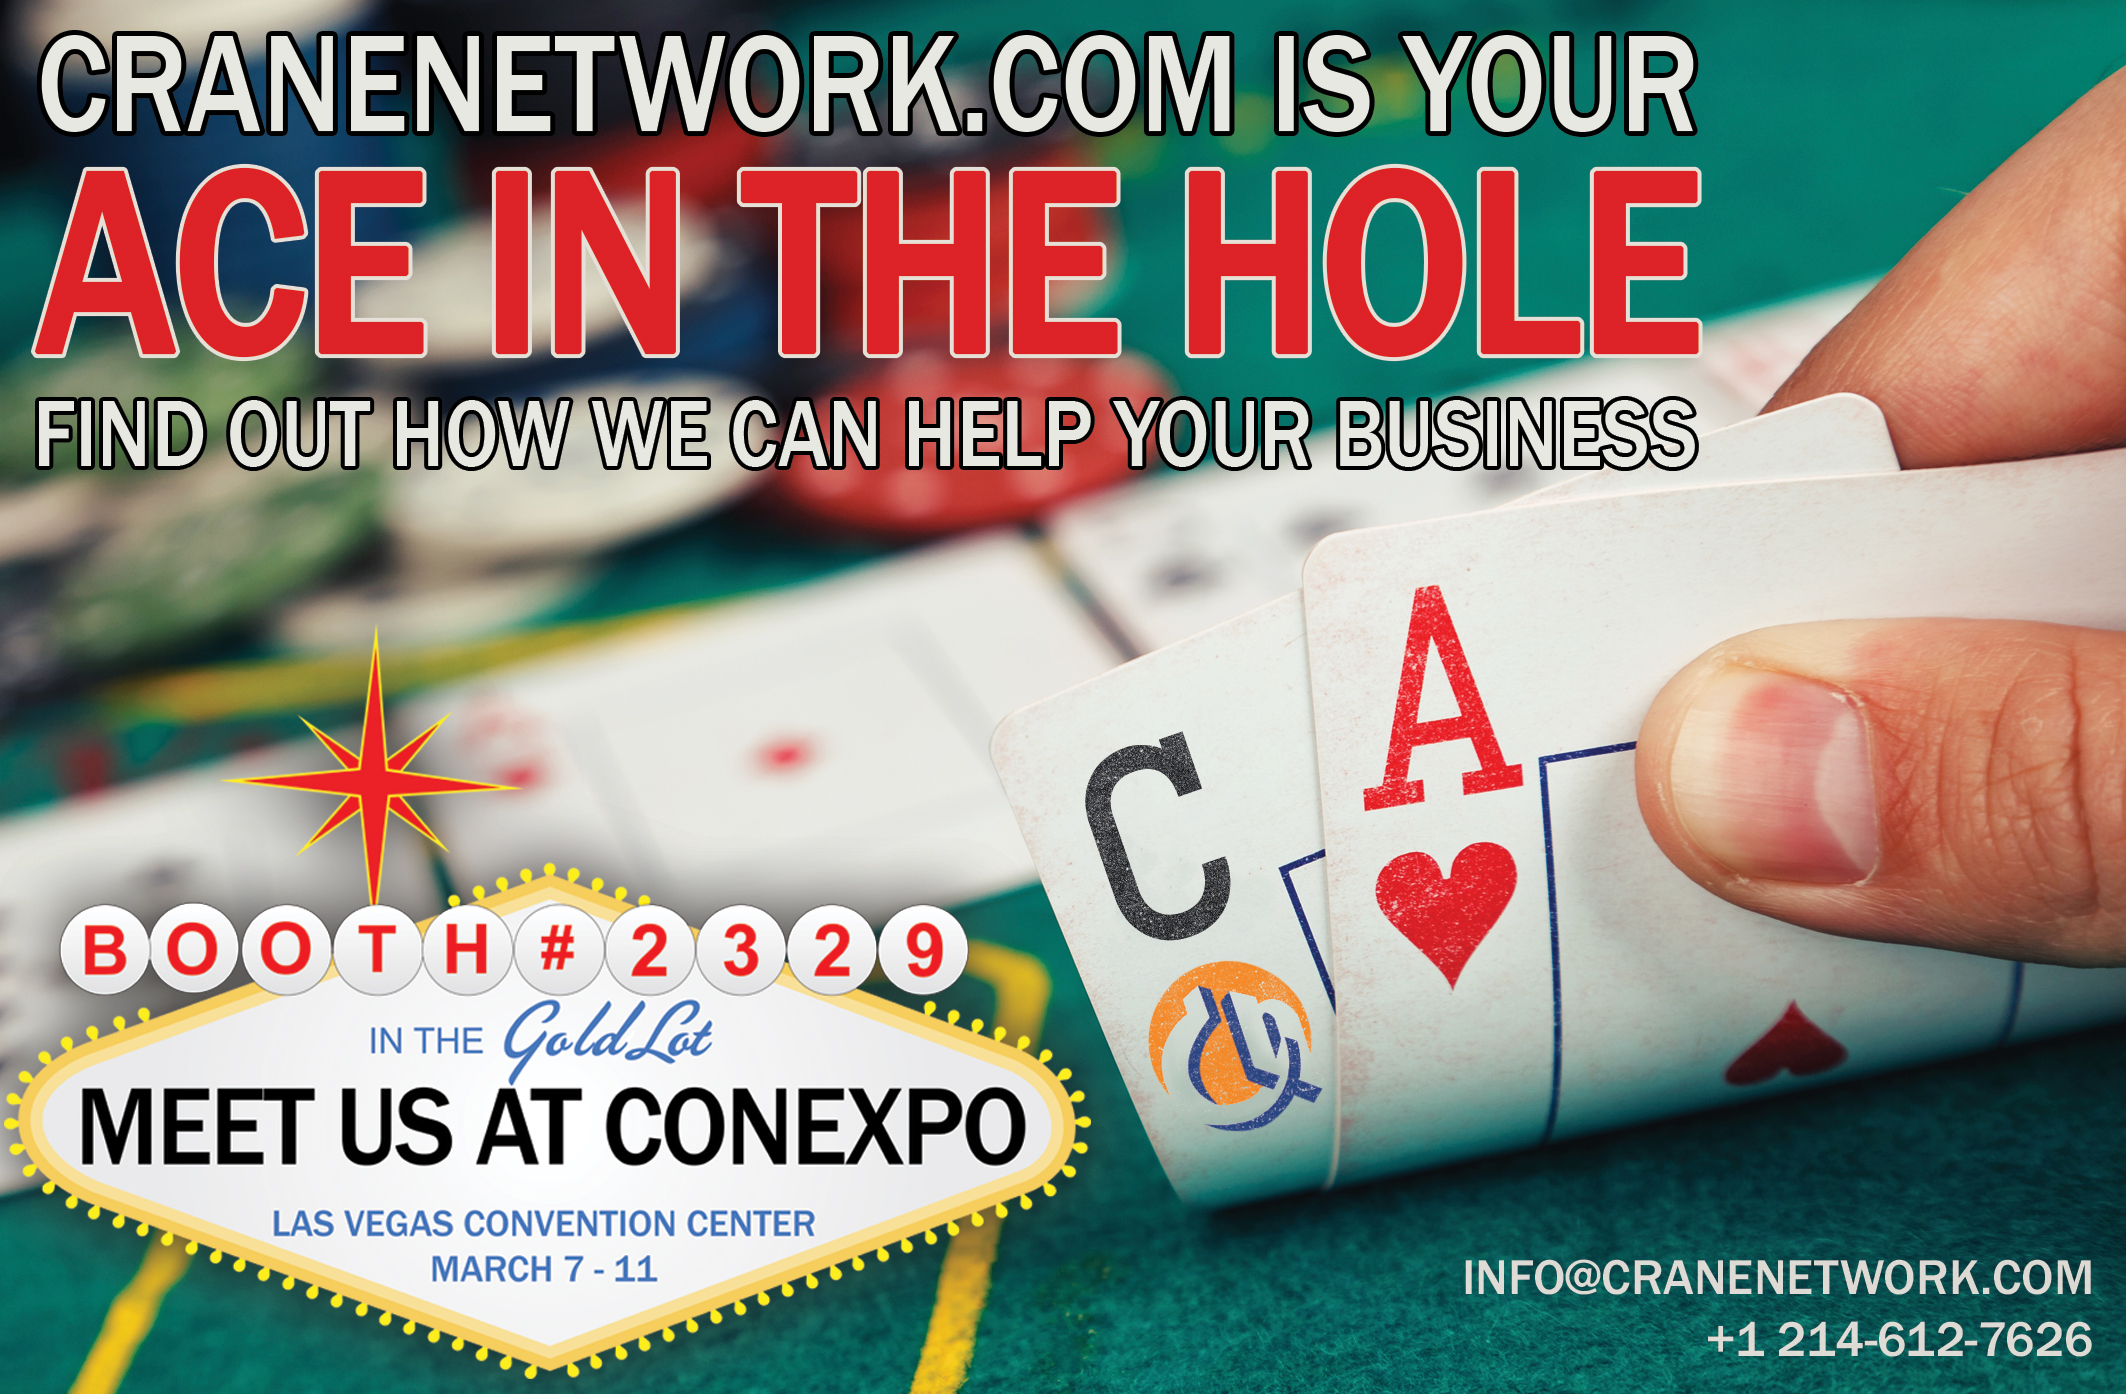 CRANENETWORK.COM IS YOUR
ACE IN THE HOLE
FIND OUT HOW WE CAN HELP YOUR BUSINESS
C
A
BOOTH#2329
IN THE Gold Lot
MEET US AT CONEXPO
LAS VEGAS CONVENTION CENTER
MARCH 7 - 11
INFO@CRANENETWORK.COM
+1 214-612-7626